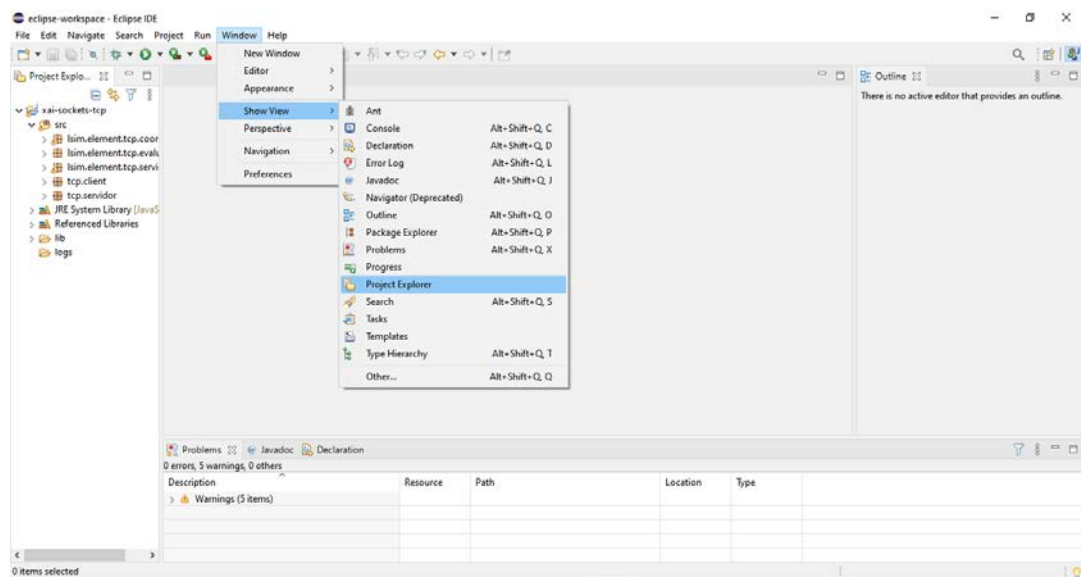 eclipse-workspace - Eclipse IDE
File Edit Navigate Search Project Run Window Help
Project Explo...
xai-sockets-tcp
src
lsim.element.tcp.coor
lsim.element.tcp.evalu
lsim.element.tcp.servi
tcp.client
tcp.servidor
JRE System Library [JavaS
Referenced Libraries
lib
logs
New Window
Editor
Appearance
Show View
Perspective
Navigation
Preferences
Ant
Console Alt+Shift+Q, C
Declaration Alt+Shift+Q, D
Error Log Alt+Shift+Q, L
Javadoc Alt+Shift+Q, J
Navigator (Deprecated)
Outline Alt+Shift+Q, O
Package Explorer Alt+Shift+Q, P
Problems Alt+Shift+Q, X
Progress
Project Explorer
Search Alt+Shift+Q, S
Tasks
Templates
Type Hierarchy Alt+Shift+Q, T
Other... Alt+Shift+Q, Q
Outline
There is no active editor that provides an outline.
Problems Javadoc Declaration
0 errors, 5 warnings, 0 others
Description Resource Path Location Type
Warnings (5 items)
0 items selected